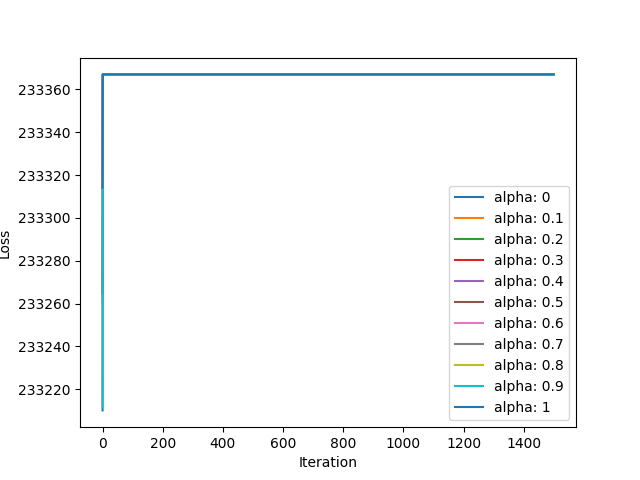 233360
233340
233320
233300
233280
233260
233240
233220
Loss
alpha: 0
alpha: 0.1
alpha: 0.2
alpha: 0.3
alpha: 0.4
alpha: 0.5
alpha: 0.6
alpha: 0.7
alpha: 0.8
alpha: 0.9
alpha: 1
0 200 400 600 800 1000 1200 1400
Iteration